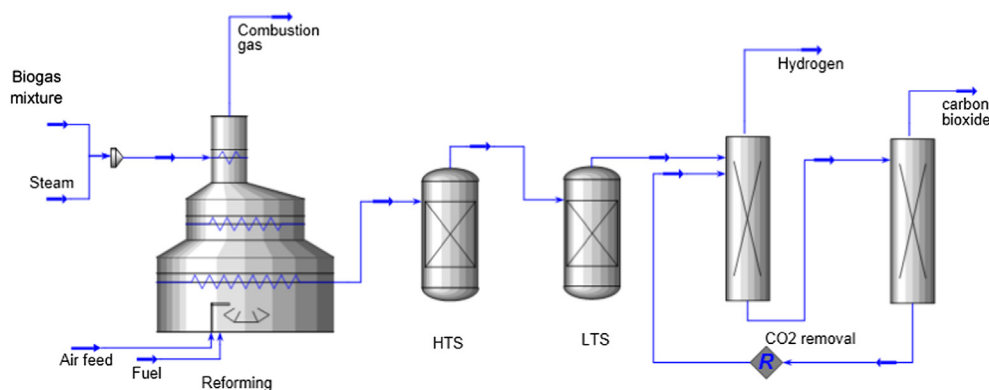 Combustion
gas
Biogas
mixture
Steam
Hydrogen
carbon
bioxide
HTS
LTS
CO2 removal
R
Air feed
Fuel
Reforming